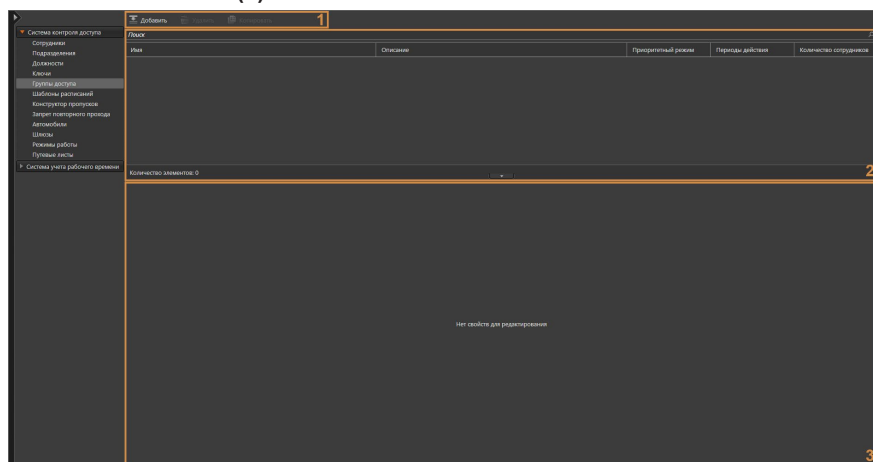 Добавить Удалить Копировать 1
Система контроля доступа
Сотрудники
Подразделения
Должности
Ключи
Группы доступа
Шаблоны расписаний
Конструктор пропусков
Запрет повторного прохода
Автомобили
Шлюзы
Режимы работы
Путевые листы
Система учета рабочего времени
Поиск
Имя Описание Приоритетный режим Периоды действия Количество сотрудников
Количество элементов: 0 2
Нет свойств для редактирования
3